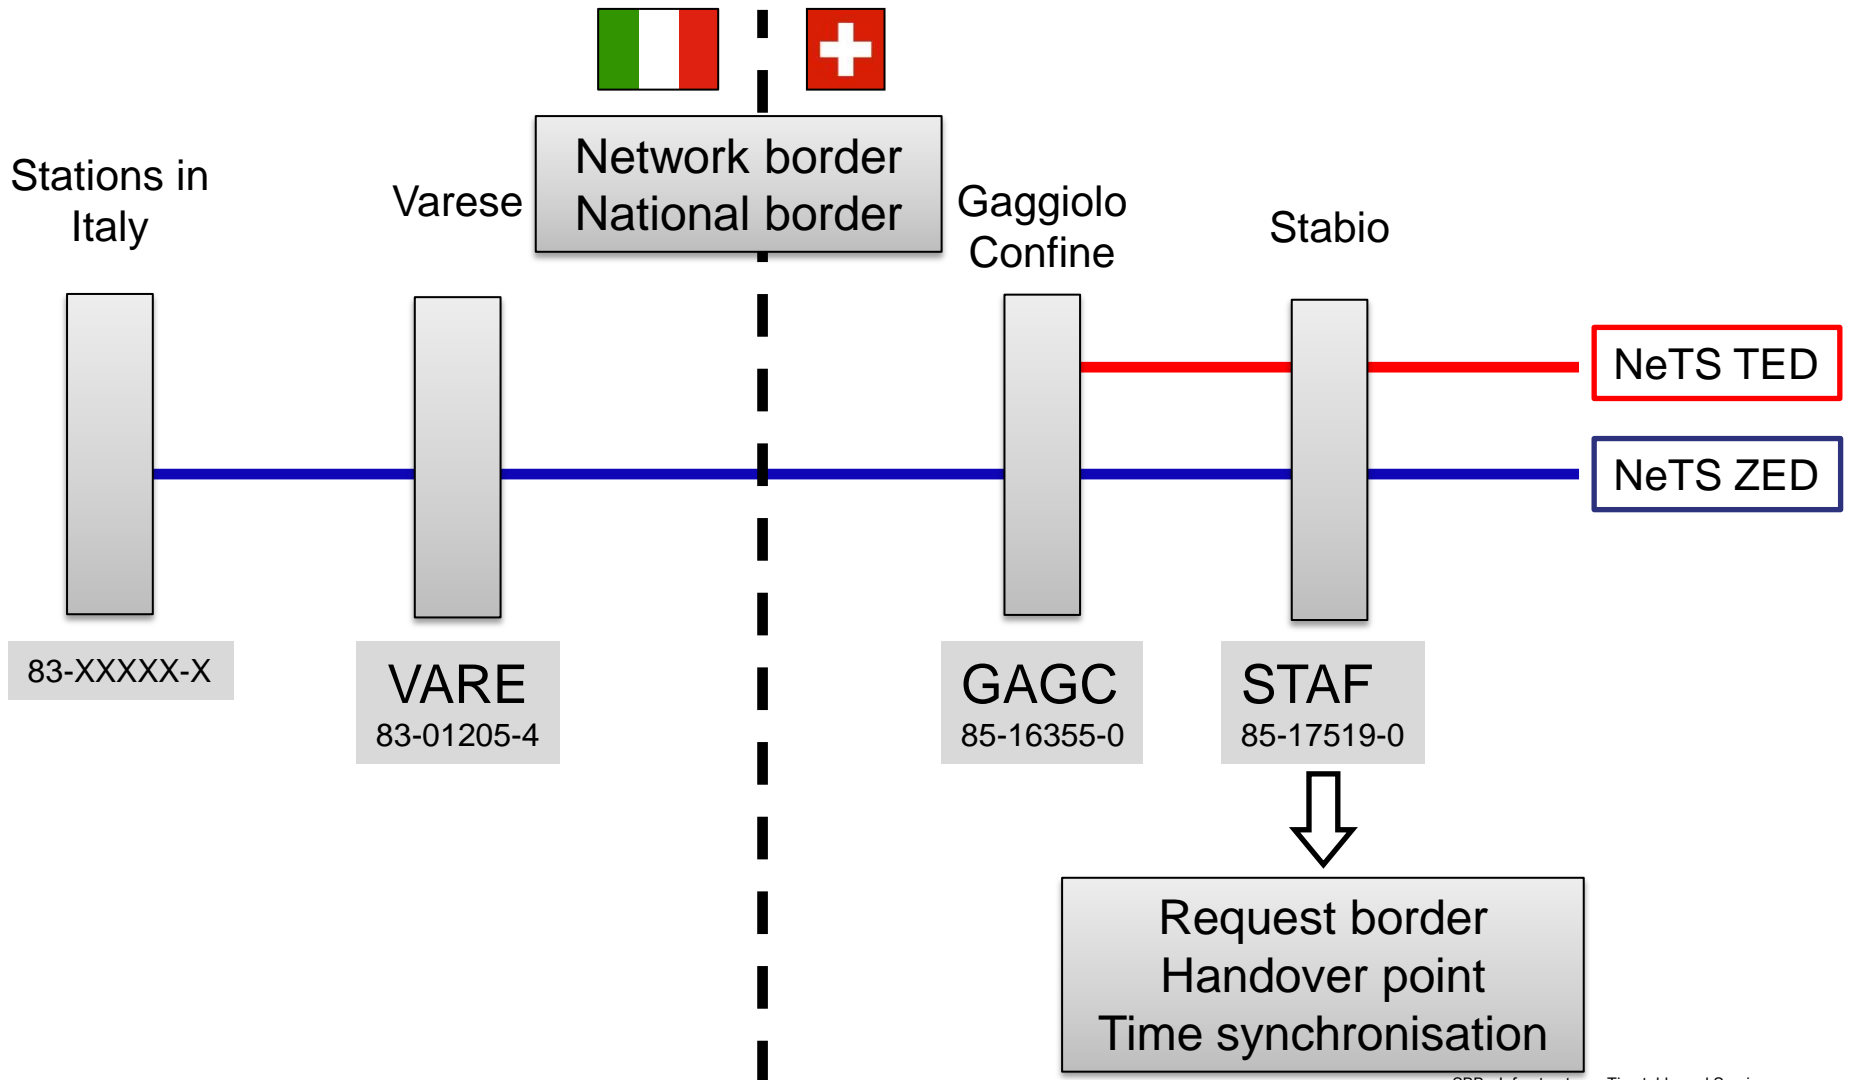 Network border
National border
Stations in
Italy
Varese
Gaggiolo
Confine
Stabio
NeTS TED
NeTS ZED
83-XXXXX-X
VARE
83-01205-4
GAGC
85-16355-0
STAF
85-17519-0
Request border
Handover point
Time synchronisation